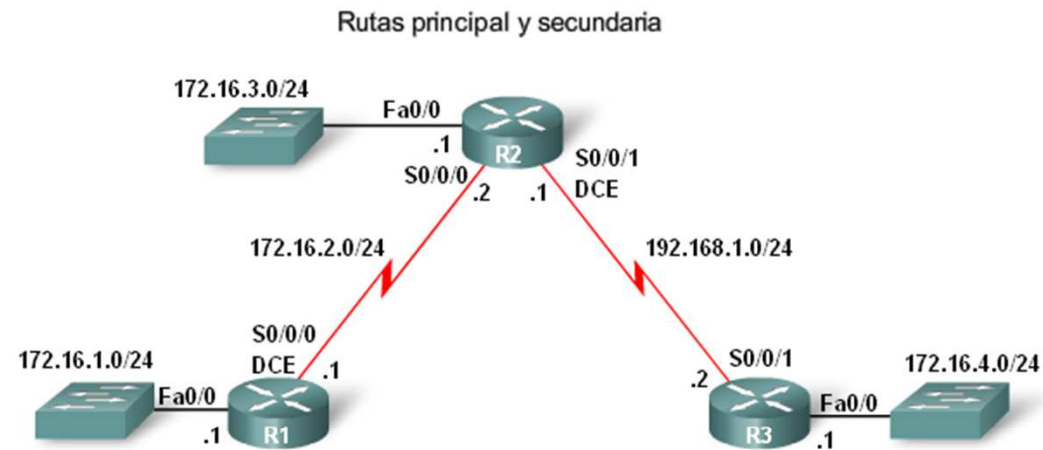 Rutas principal y secundaria
172.16.3.0/24
Fa0/0
.1
R2
S0/0/0
.2
.1
S0/0/1
DCE
172.16.2.0/24
192.168.1.0/24
S0/0/0
DCE
.1
172.16.1.0/24
Fa0/0
.1
R1
S0/0/1
.2
172.16.4.0/24
Fa0/0
.1
R3